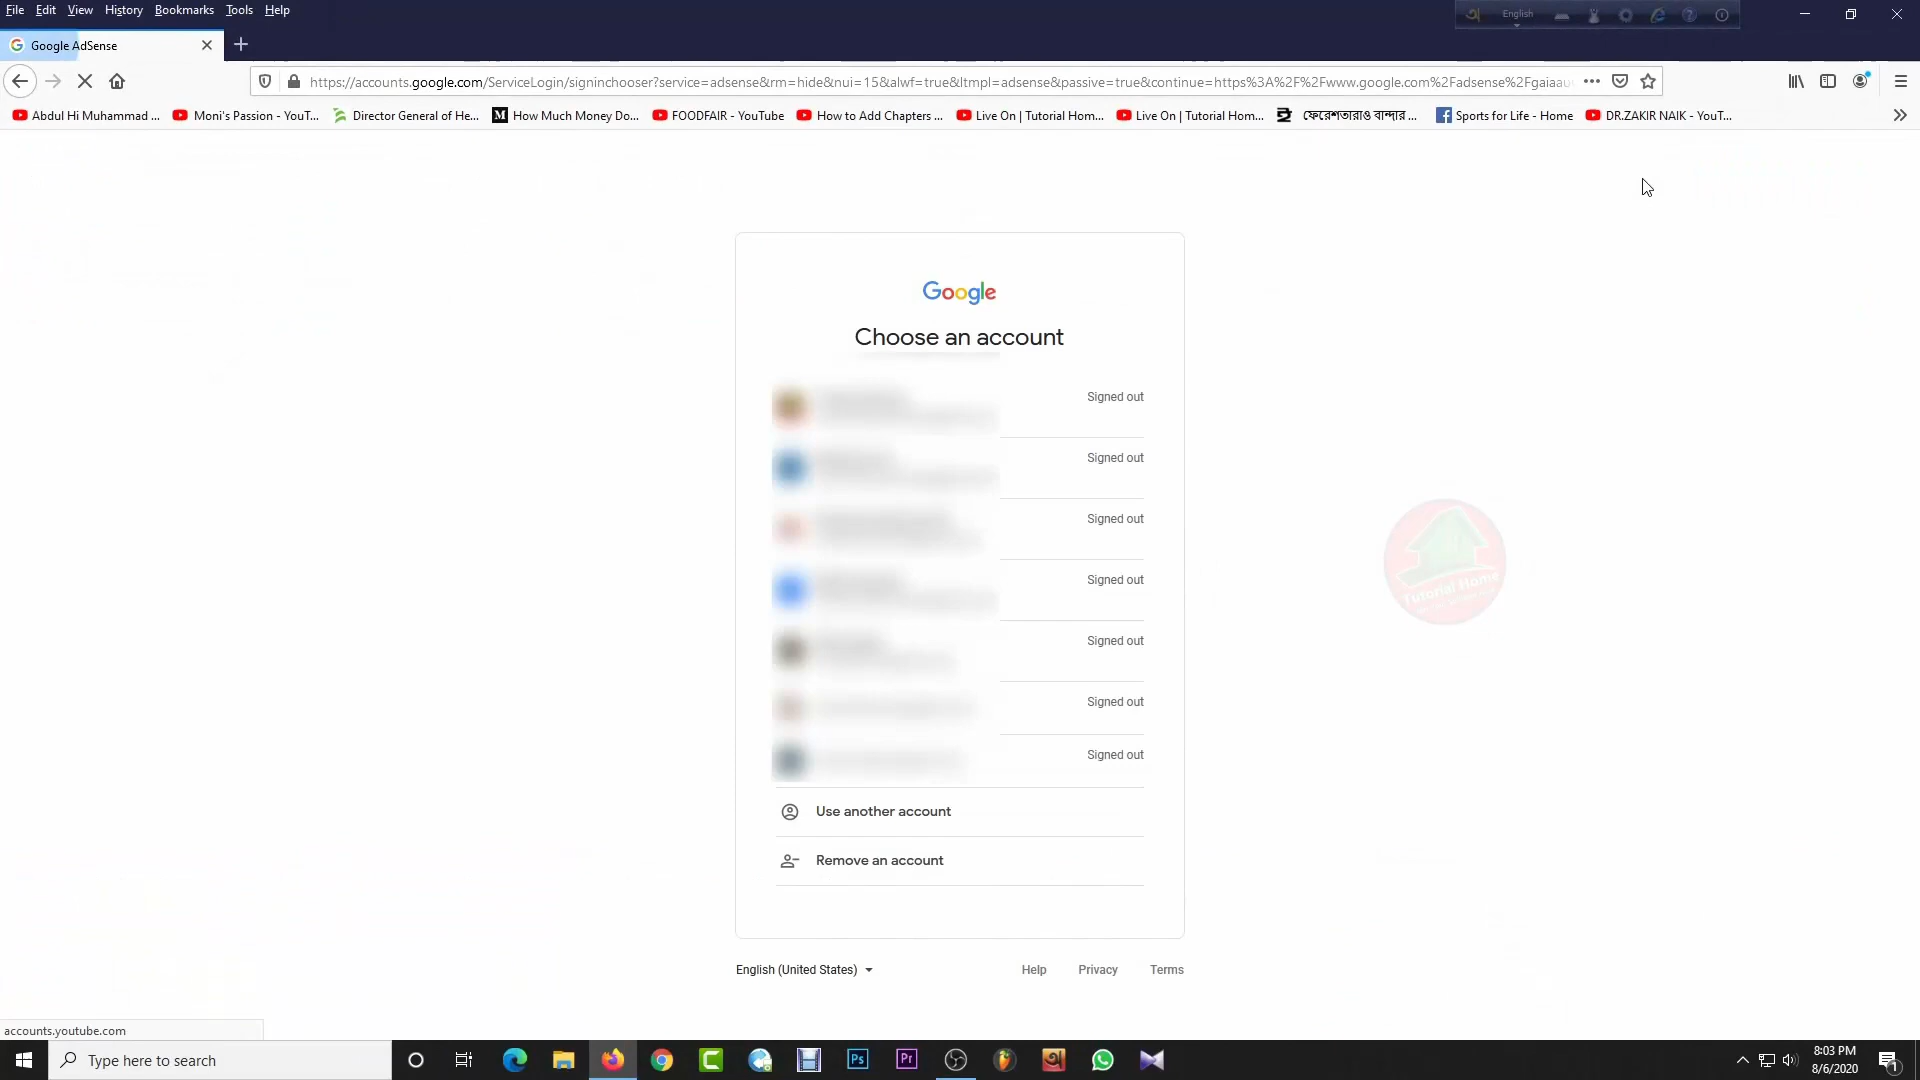 File Edit View History Bookmarks Tools Help
English
Google AdSense
https://accounts.google.com/ServiceLogin/signinchooser?service=adsense&rm=hide&nui=15&alwf=true&ltmpl=adsense&passive=true&continue=https%3A%2F%2Fwww.google.com%2Fadsense%2Fgaiaau
Abdul Hi Muhammad ... Moni's Passion - YouT... Director General of He... How Much Money Do... FOODFAIR - YouTube How to Add Chapters ... Live On | Tutorial Hom... Live On | Tutorial Hom... ফেরেশতারাও বান্দার ... Sports for Life - Home DR.ZAKIR NAIK - YouT...
Google
Choose an account
Signed out
Signed out
Signed out
Signed out
Signed out
Signed out
Signed out
Tutorial Home
Use another account
Remove an account
English (United States) Help Privacy Terms
accounts.youtube.com
Type here to search
8:03 PM
8/6/2020